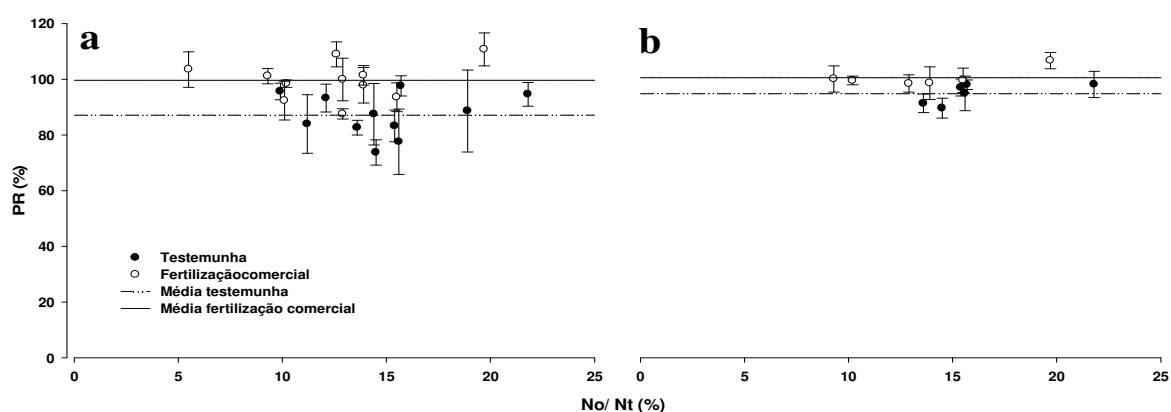 a
b
120
100
80
60
40
20
0
PR (%)
Testemunha
Fertilizaçãocomercial
Média testemunha
Média fertilização comercial
0 5 10 15 20 25
0 5 10 15 20 25
No/ Nt (%)